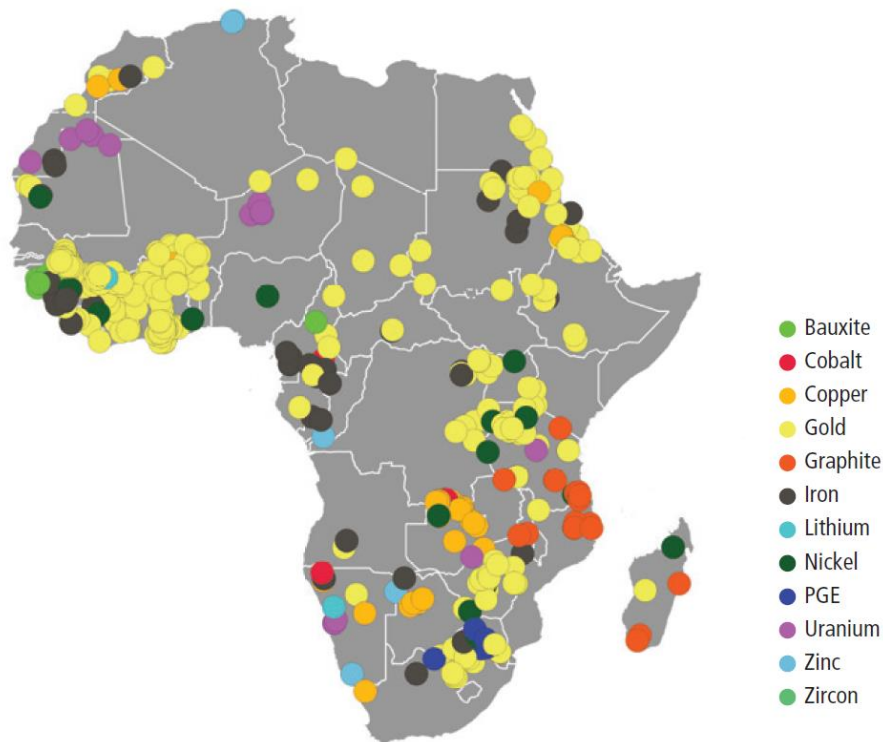 Bauxite
Cobalt
Copper
Gold
Graphite
Iron
Lithium
Nickel
PGE
Uranium
Zinc
Zircon